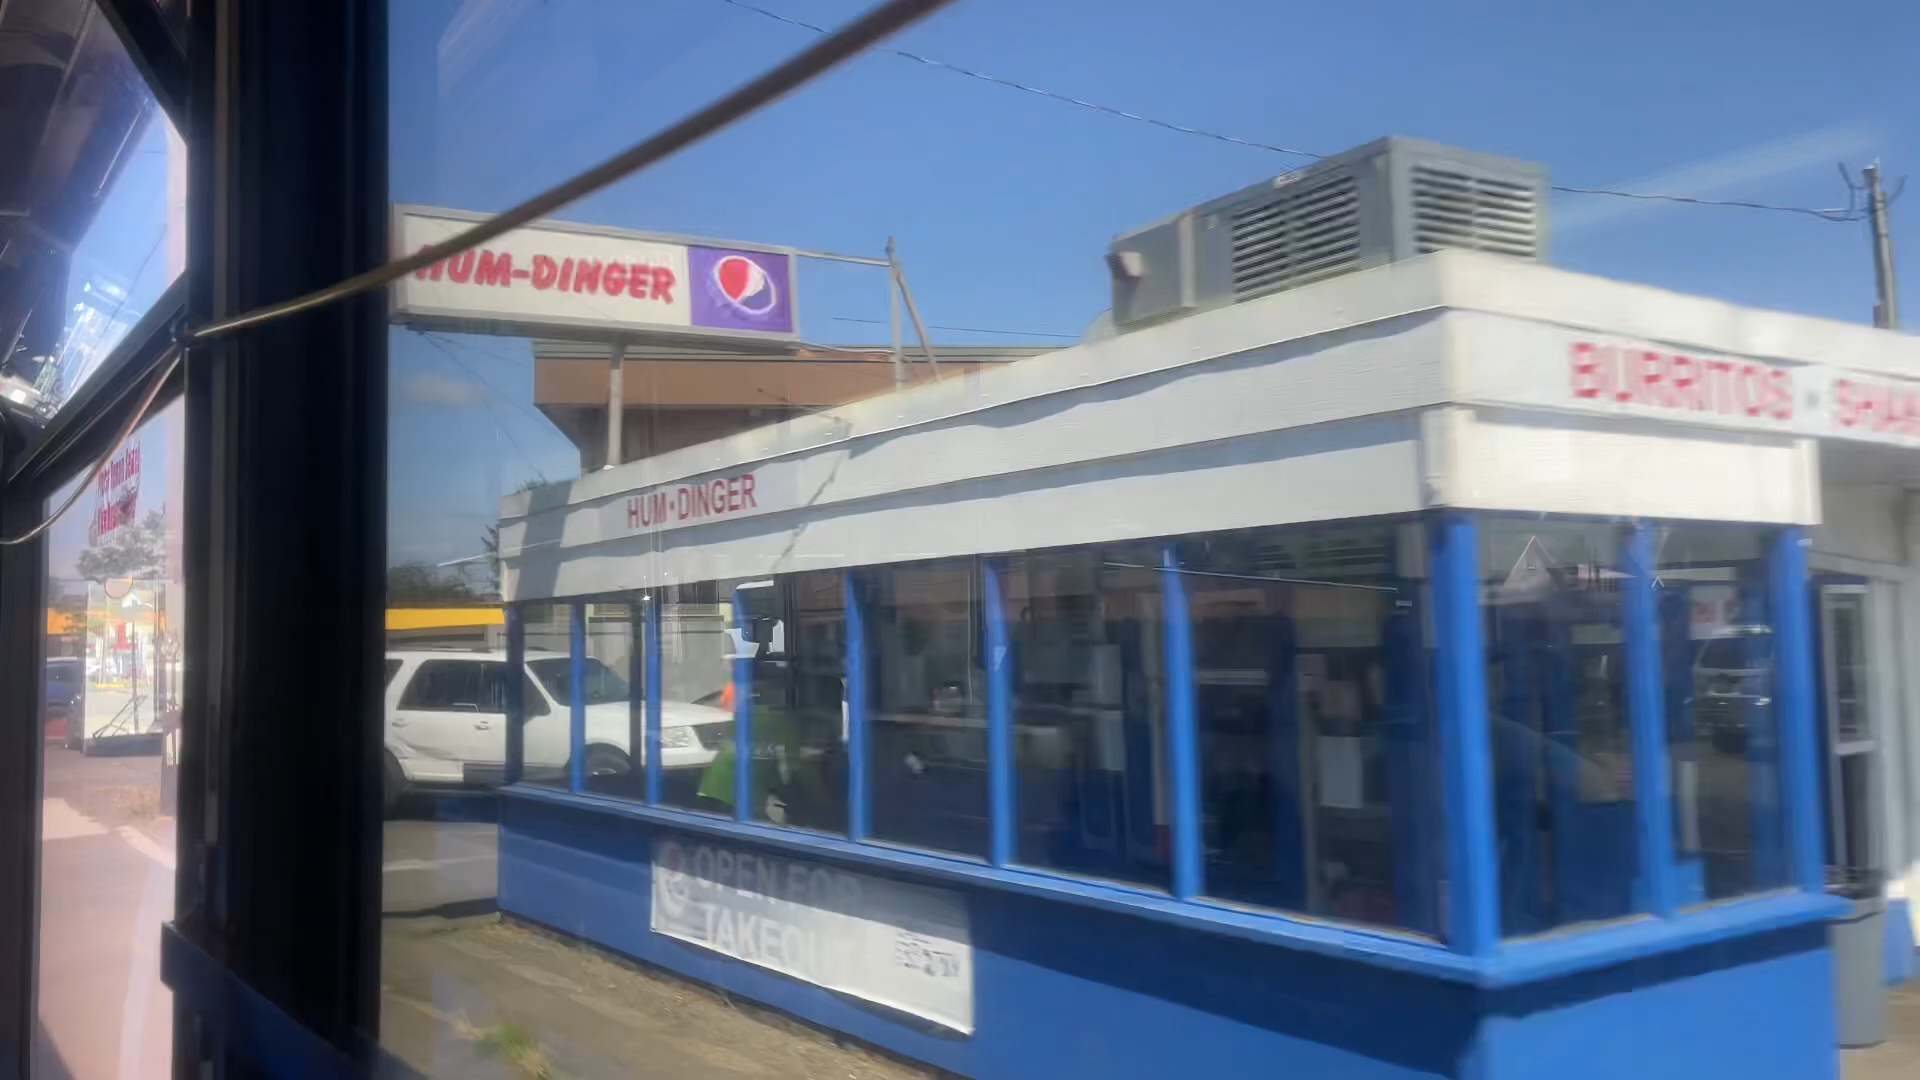 HUM-DINGER
HUM·DINGER
BURRITOS
OPEN FOR
TAKEOUT